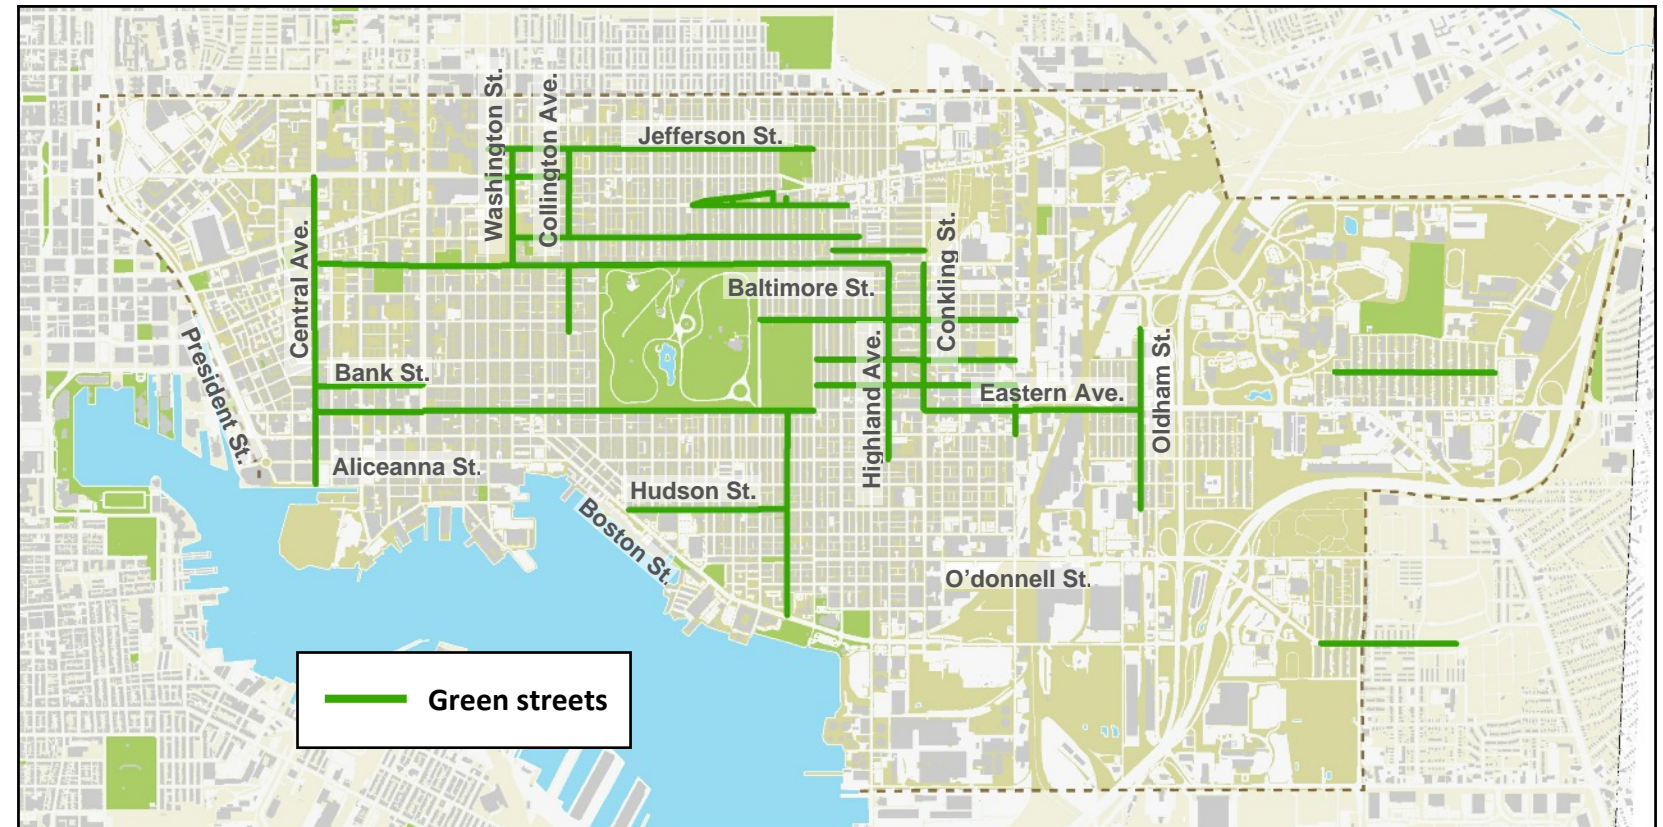 Washington St.
Collington Ave.
Jefferson St.
Central Ave.
Conkling St.
Baltimore St.
President St.
Bank St.
Highland Ave.
Eastern Ave.
Oldham St.
Aliceanna St.
Hudson St.
Boston St.
O'donnell St.
Green streets